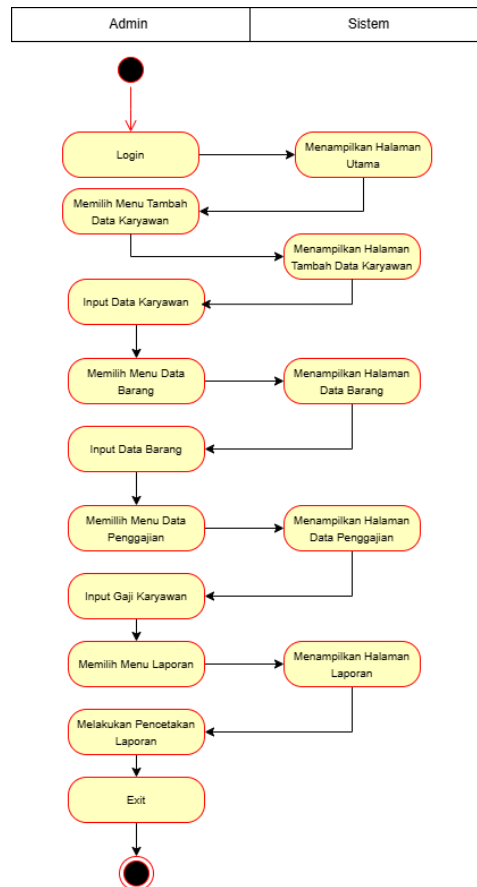 Admin
Sistem
Login
Menampilkan Halaman
Utama
Memilih Menu Tambah
Data Karyawan
Menampilkan Halaman
Tambah Data Karyawan
Input Data Karyawan
Memilih Menu Data
Barang
Menampilkan Halaman
Data Barang
Input Data Barang
Memillih Menu Data
Penggajian
Menampilkan Halaman
Data Penggajian
Input Gaji Karyawan
Memilih Menu Laporan
Menampilkan Halaman
Laporan
Melakukan Pencetakan
Laporan
Exit